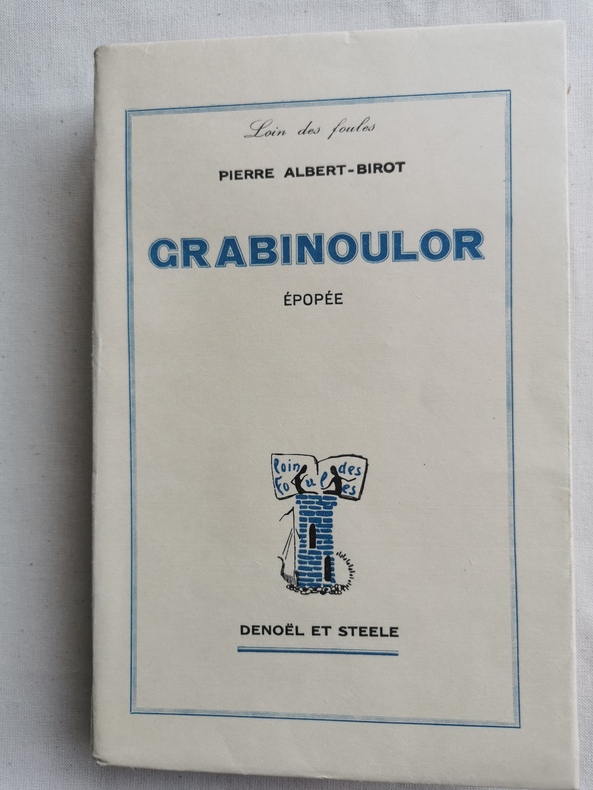 Loin des foules
PIERRE ALBERT-BIROT
GRABINOULOR
ÉPOPÉE
loin des
Foules
DENOËL ET STEELE